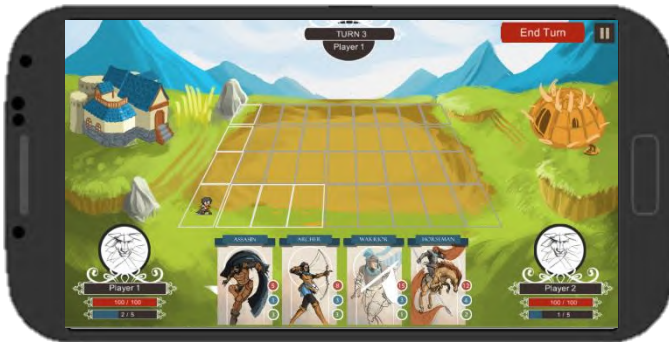 TURN 3
Player 1
End Turn
ASSASIN
ARCHER
WARRIOR
HORSEMAN
Player 1
100 / 100
2 / 5
Player 2
100 / 100
1 / 5